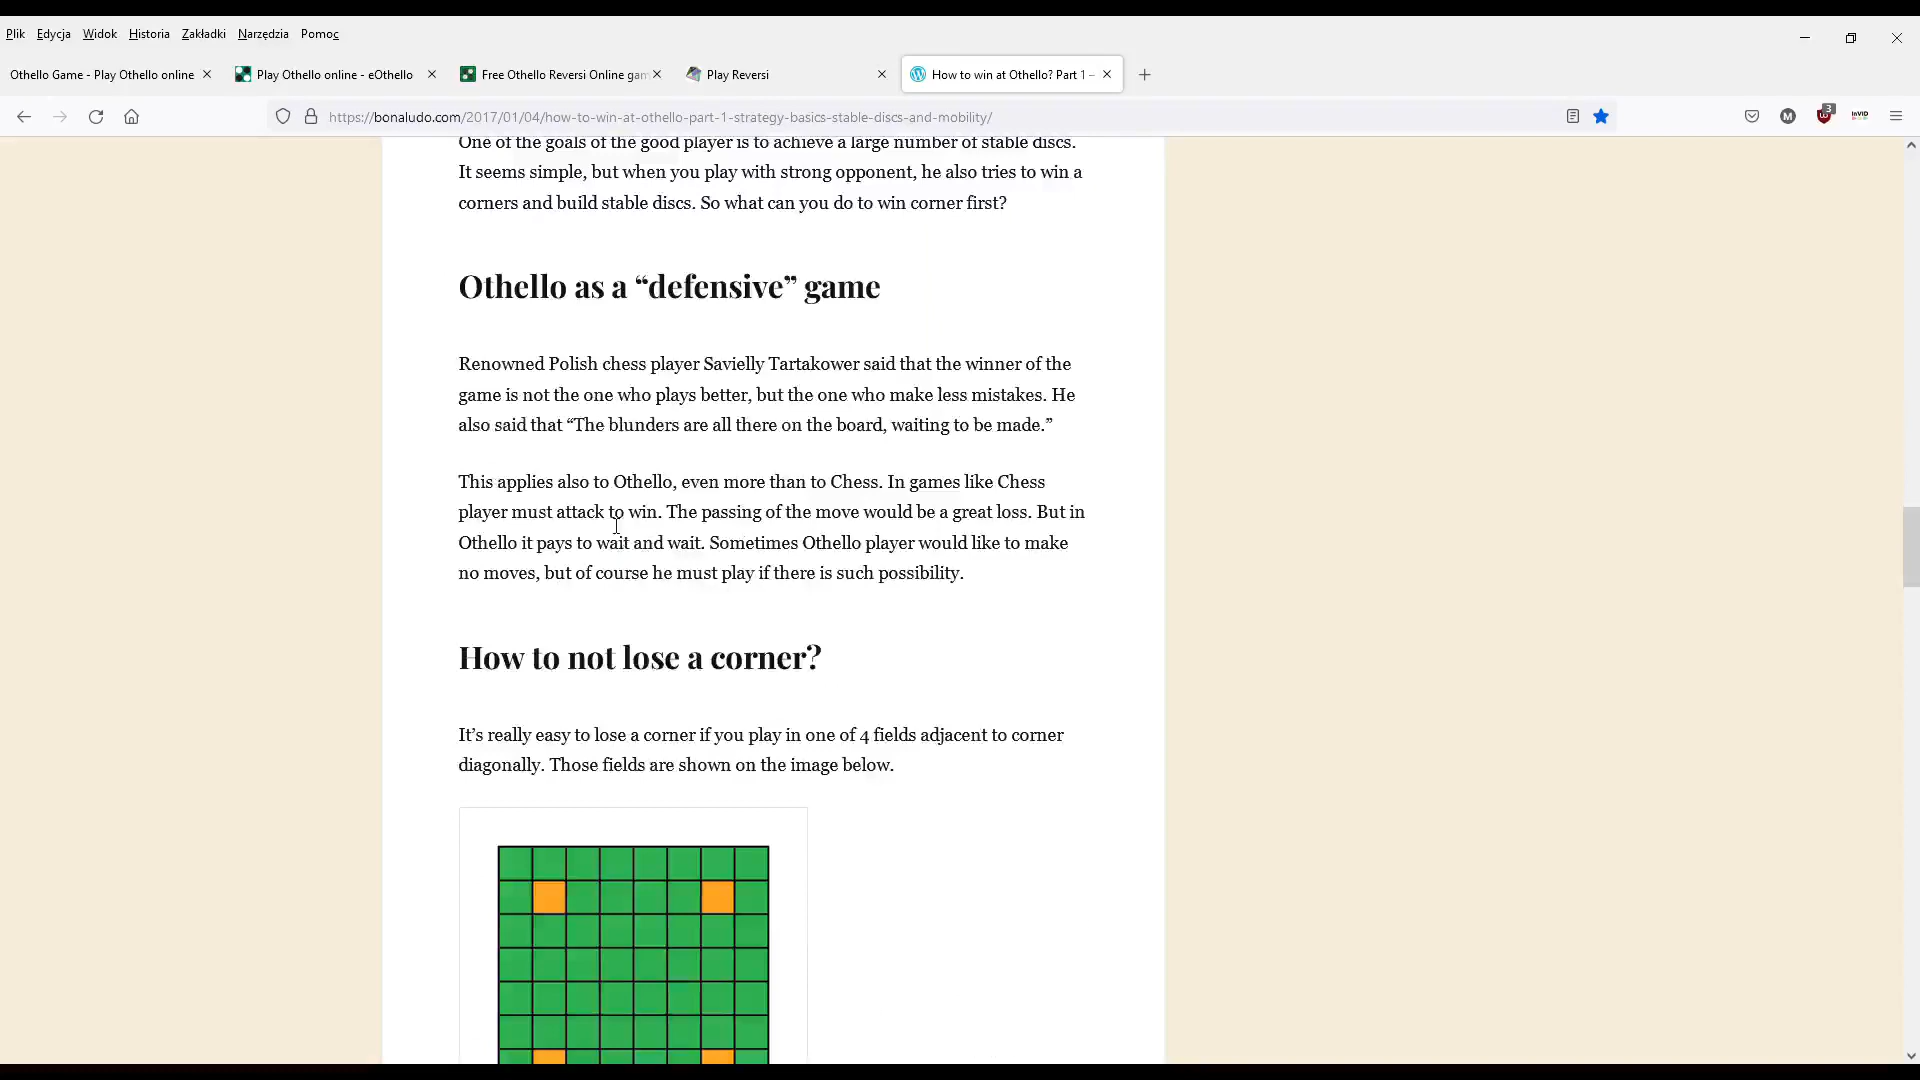 Plik Edycja Widok Historia Zakładki Narzędzia Pomoc
Othello Game - Play Othello online Play Othello online - eOthello Free Othello Reversi Online gam Play Reversi How to win at Othello? Part 1 –
https://bonaludo.com/2017/01/04/how-to-win-at-othello-part-1-strategy-basics-stable-discs-and-mobility/ M 3 InVID
One of the goals of the good player is to achieve a large number of stable discs.
It seems simple, but when you play with strong opponent, he also tries to win a
corners and build stable discs. So what can you do to win corner first?
Othello as a “defensive” game
Renowned Polish chess player Savielly Tartakower said that the winner of the
game is not the one who plays better, but the one who make less mistakes. He
also said that “The blunders are all there on the board, waiting to be made.”
This applies also to Othello, even more than to Chess. In games like Chess
player must attack to win. The passing of the move would be a great loss. But in
Othello it pays to wait and wait. Sometimes Othello player would like to make
no moves, but of course he must play if there is such possibility.
How to not lose a corner?
It’s really easy to lose a corner if you play in one of 4 fields adjacent to corner
diagonally. Those fields are shown on the image below.